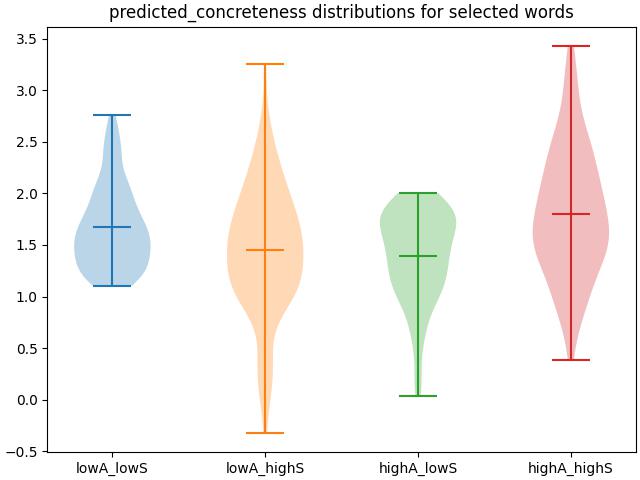 predicted_concreteness distributions for selected words
3.5
3.0
2.5
2.0
1.5
1.0
0.5
0.0
−0.5
lowA_lowS
lowA_highS
highA_lowS
highA_highS